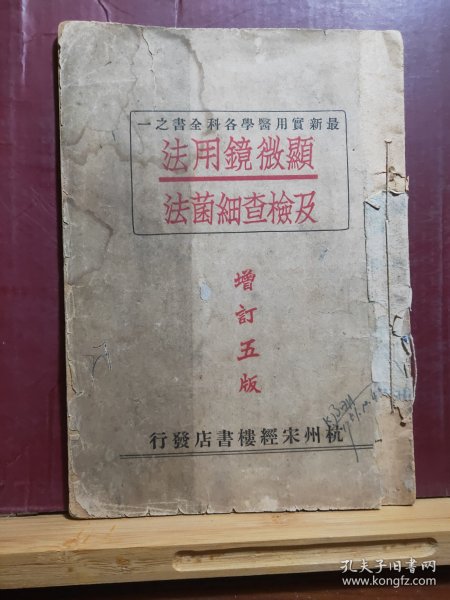 最新實用醫學各科全書之一
顯微鏡用法
及檢查細菌法
增訂五版
杭州宋經樓書店發行
孔夫子旧书网
www.kongfz.com